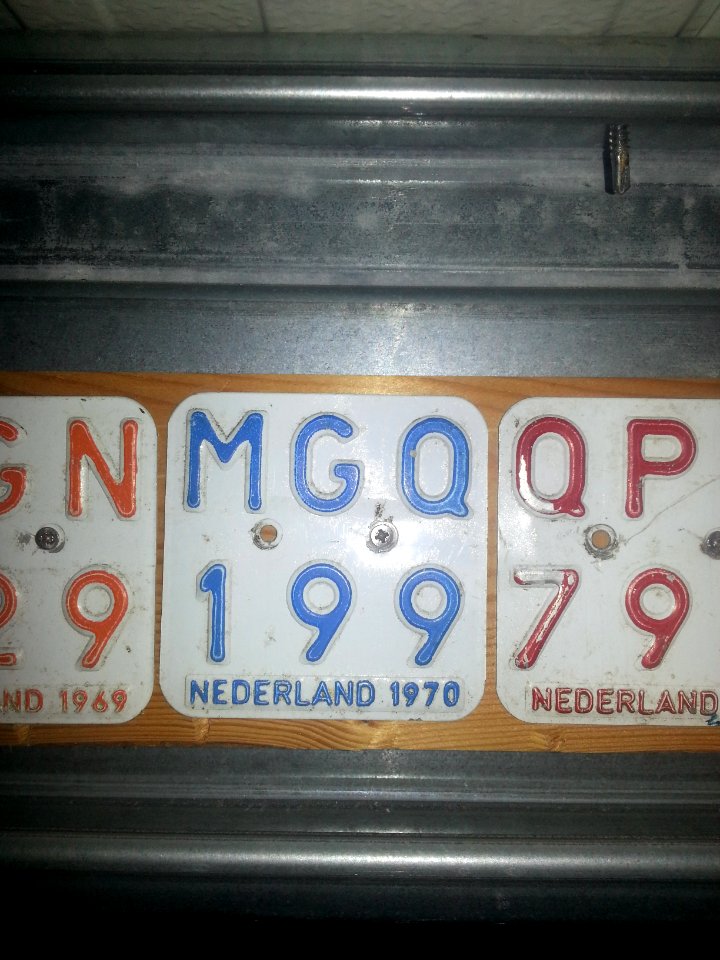 GN
29
ND 1969
MGQ
199
NEDERLAND 1970
QP
79
NEDERLAND